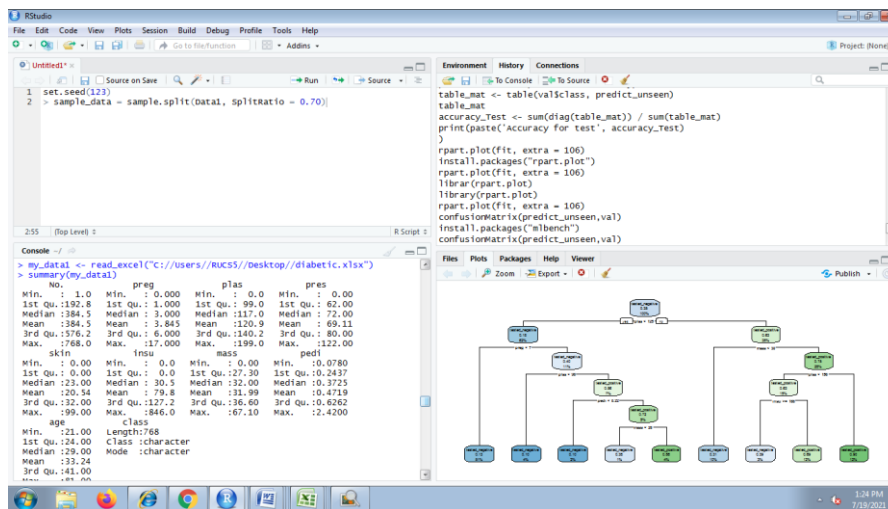 RStudio
File Edit Code View Plots Session Build Debug Profile Tools Help
Go to file/function
Addins
Project: (None)
Untitled1*
Source on Save
Run
Source
1 set.seed(123)
2 > sample_data = sample.split(Data1, SplitRatio = 0.70)
2:55 (Top Level) R Script
Console ~/
> my_data1 <- read_excel("C://Users//RUCS5//Desktop//diabetic.xlsx")
> summary(my_data1)
No. preg plas pres
Min. : 1.0 Min. : 0.000 Min. : 0.0 Min. : 0.00
1st Qu.:192.8 1st Qu.: 1.000 1st Qu.: 99.0 1st Qu.: 62.00
Median :384.5 Median : 3.000 Median :117.0 Median : 72.00
Mean :384.5 Mean : 3.845 Mean :120.9 Mean : 69.11
3rd Qu.:576.2 3rd Qu.: 6.000 3rd Qu.:140.2 3rd Qu.: 80.00
Max. :768.0 Max. :17.000 Max. :199.0 Max. :122.00
skin insu mass pedi
Min. : 0.00 Min. : 0.0 Min. : 0.00 Min. :0.0780
1st Qu.: 0.00 1st Qu.: 0.0 1st Qu.:27.30 1st Qu.:0.2437
Median :23.00 Median : 30.5 Median :32.00 Median :0.3725
Mean :20.54 Mean : 79.8 Mean :31.99 Mean :0.4719
3rd Qu.:32.00 3rd Qu.:127.2 3rd Qu.:36.60 3rd Qu.:0.6262
Max. :99.00 Max. :846.0 Max. :67.10 Max. :2.4200
age class
Min. :21.00 Length:768
1st Qu.:24.00 Class :character
Median :29.00 Mode :character
Mean :33.24
3rd Qu.:41.00
Environment History Connections
To Console To Source
table_mat <- table(val$class, predict_unseen)
table_mat
accuracy_Test <- sum(diag(table_mat)) / sum(table_mat)
print(paste('Accuracy for test', accuracy_Test)
)
rpart.plot(fit, extra = 106)
install.packages("rpart.plot")
rpart.plot(fit, extra = 106)
librar(rpart.plot)
library(rpart.plot)
rpart.plot(fit, extra = 106)
confusionMatrix(predict_unseen,val)
install.packages("mlbench")
confusionMatrix(predict_unseen,val)
Files Plots Packages Help Viewer
Zoom Export Publish
1:24 PM
7/19/2021